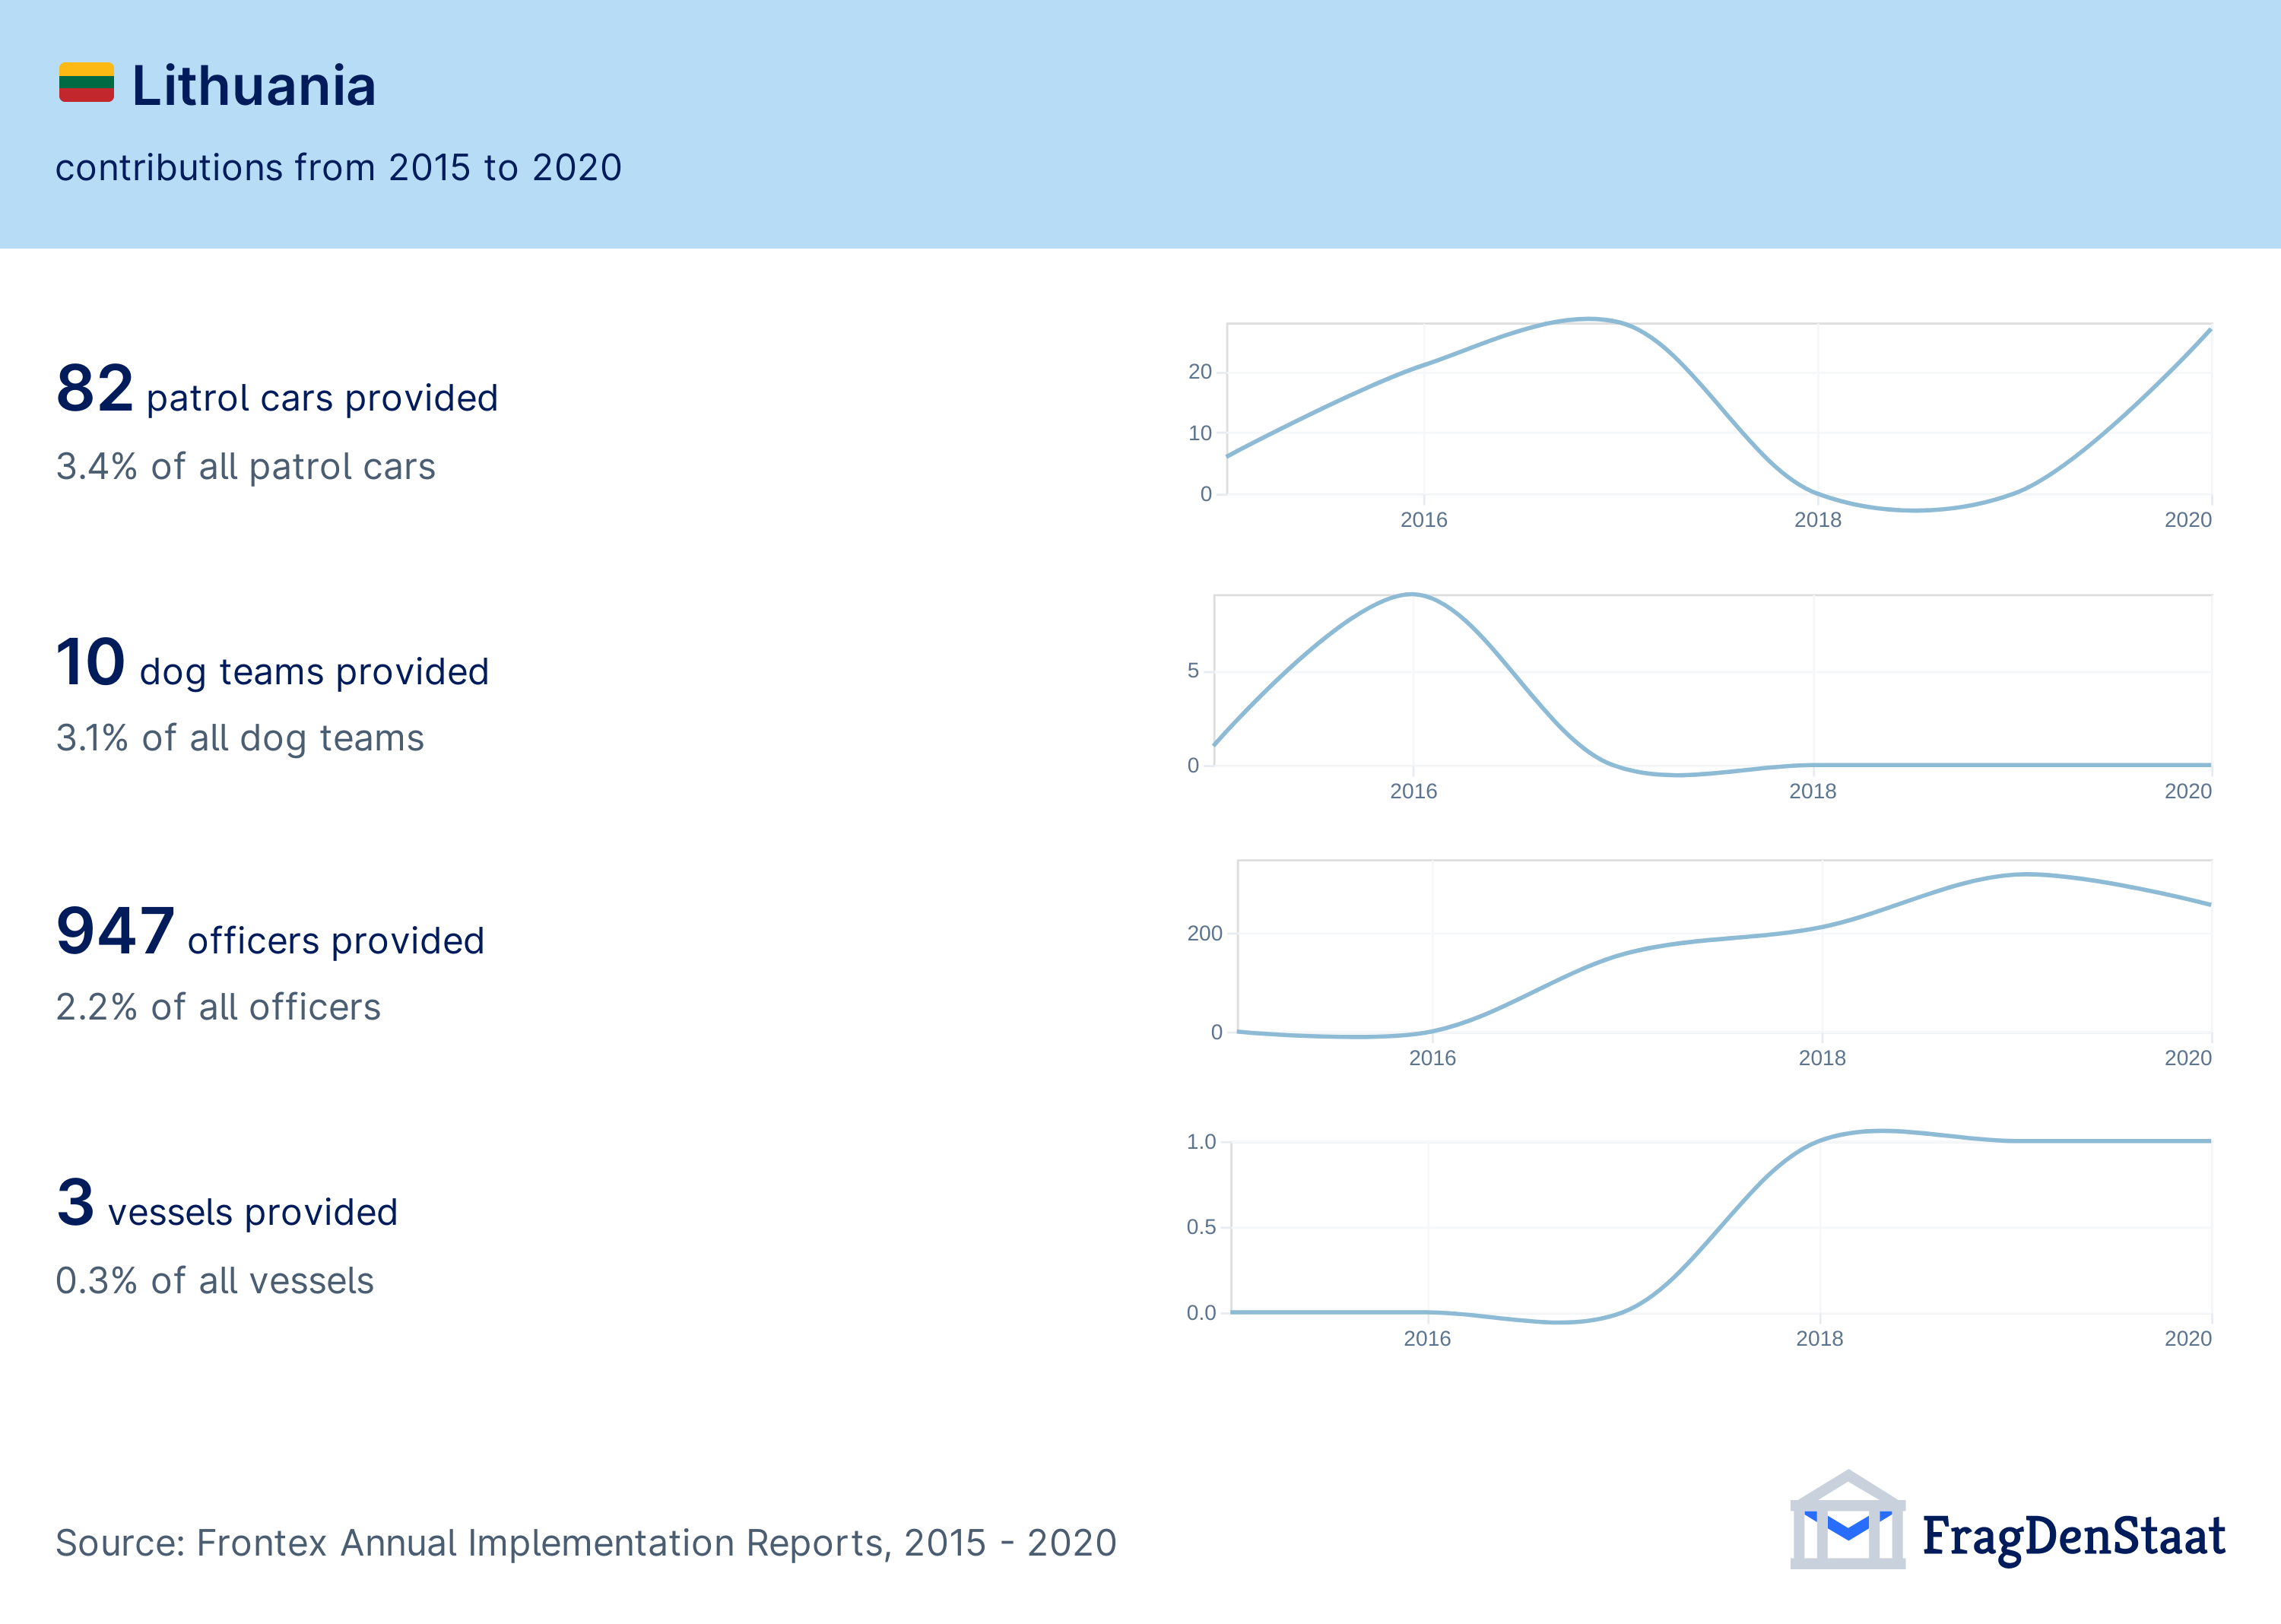 Lithuania
contributions from 2015 to 2020
82 patrol cars provided
3.4% of all patrol cars
20
10
0
2016 2018 2020
10 dog teams provided
3.1% of all dog teams
5
0
2016 2018 2020
947 officers provided
2.2% of all officers
200
0
2016 2018 2020
3 vessels provided
0.3% of all vessels
1.0
0.5
0.0
2016 2018 2020
Source: Frontex Annual Implementation Reports, 2015 - 2020
FragDenStaat